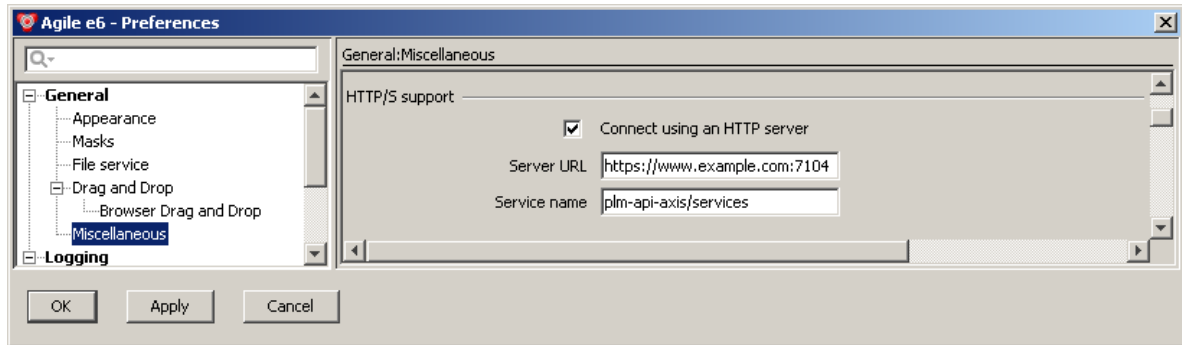 Agile e6 - Preferences
General:Miscellaneous
General
Appearance
Masks
File service
Drag and Drop
Browser Drag and Drop
Miscellaneous
Logging
HTTP/S support
Connect using an HTTP server
Server URL https://www.example.com:7104
Service name plm-api-axis/services
OK Apply Cancel